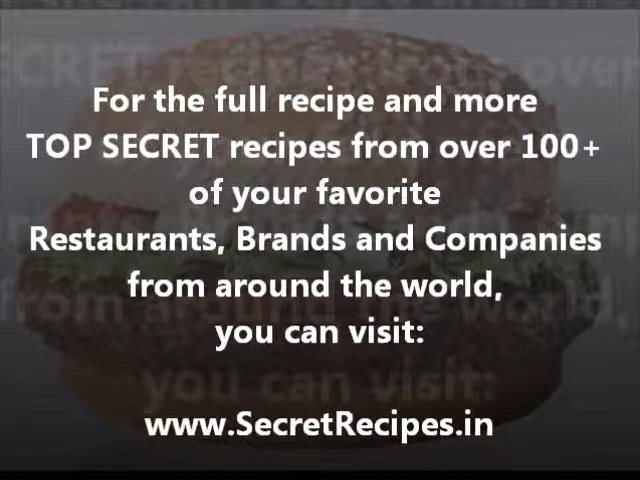 For the full recipe and more
TOP SECRET recipes from over 100+
of your favorite
Restaurants, Brands and Companies
from around the world,
you can visit:
www.SecretRecipes.in